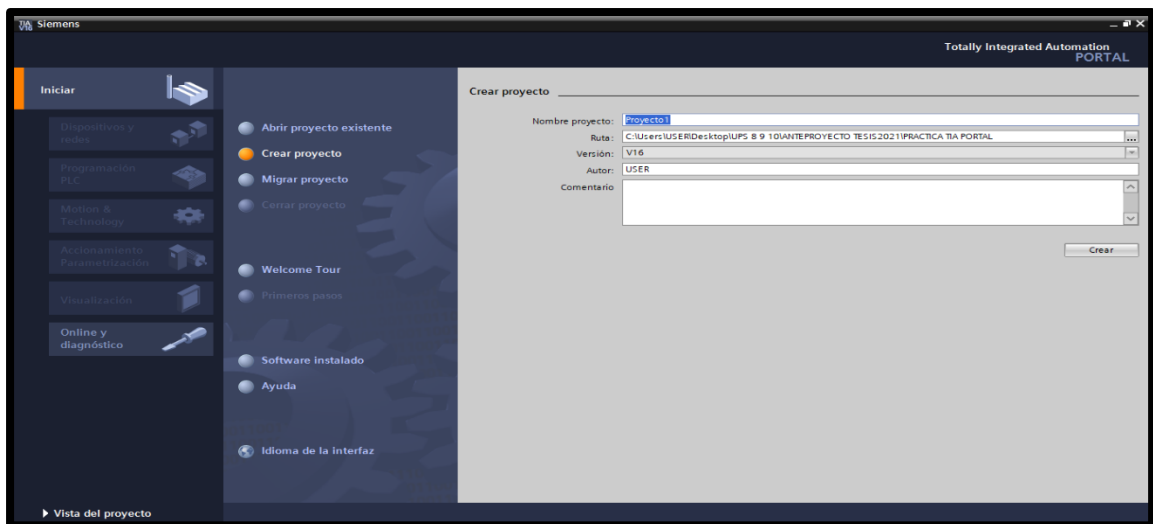 Siemens
Totally Integrated Automation
PORTAL
Iniciar
Dispositivos y
redes
Programación
PLC
Motion &
Technology
Accionamiento
Parametrización
Visualización
Online y
diagnóstico
Abrir proyecto existente
Crear proyecto
Migrar proyecto
Cerrar proyecto
Welcome Tour
Primeros pasos
Software instalado
Ayuda
Idioma de la interfaz
Crear proyecto
Nombre proyecto: Proyecto1
Ruta: C:\Users\USER\Desktop\UPS 8 9 10\ANTEPROYECTO TESIS2021\PRACTICA TIA PORTAL ...
Versión: V16
Autor: USER
Comentario
Crear
Vista del proyecto